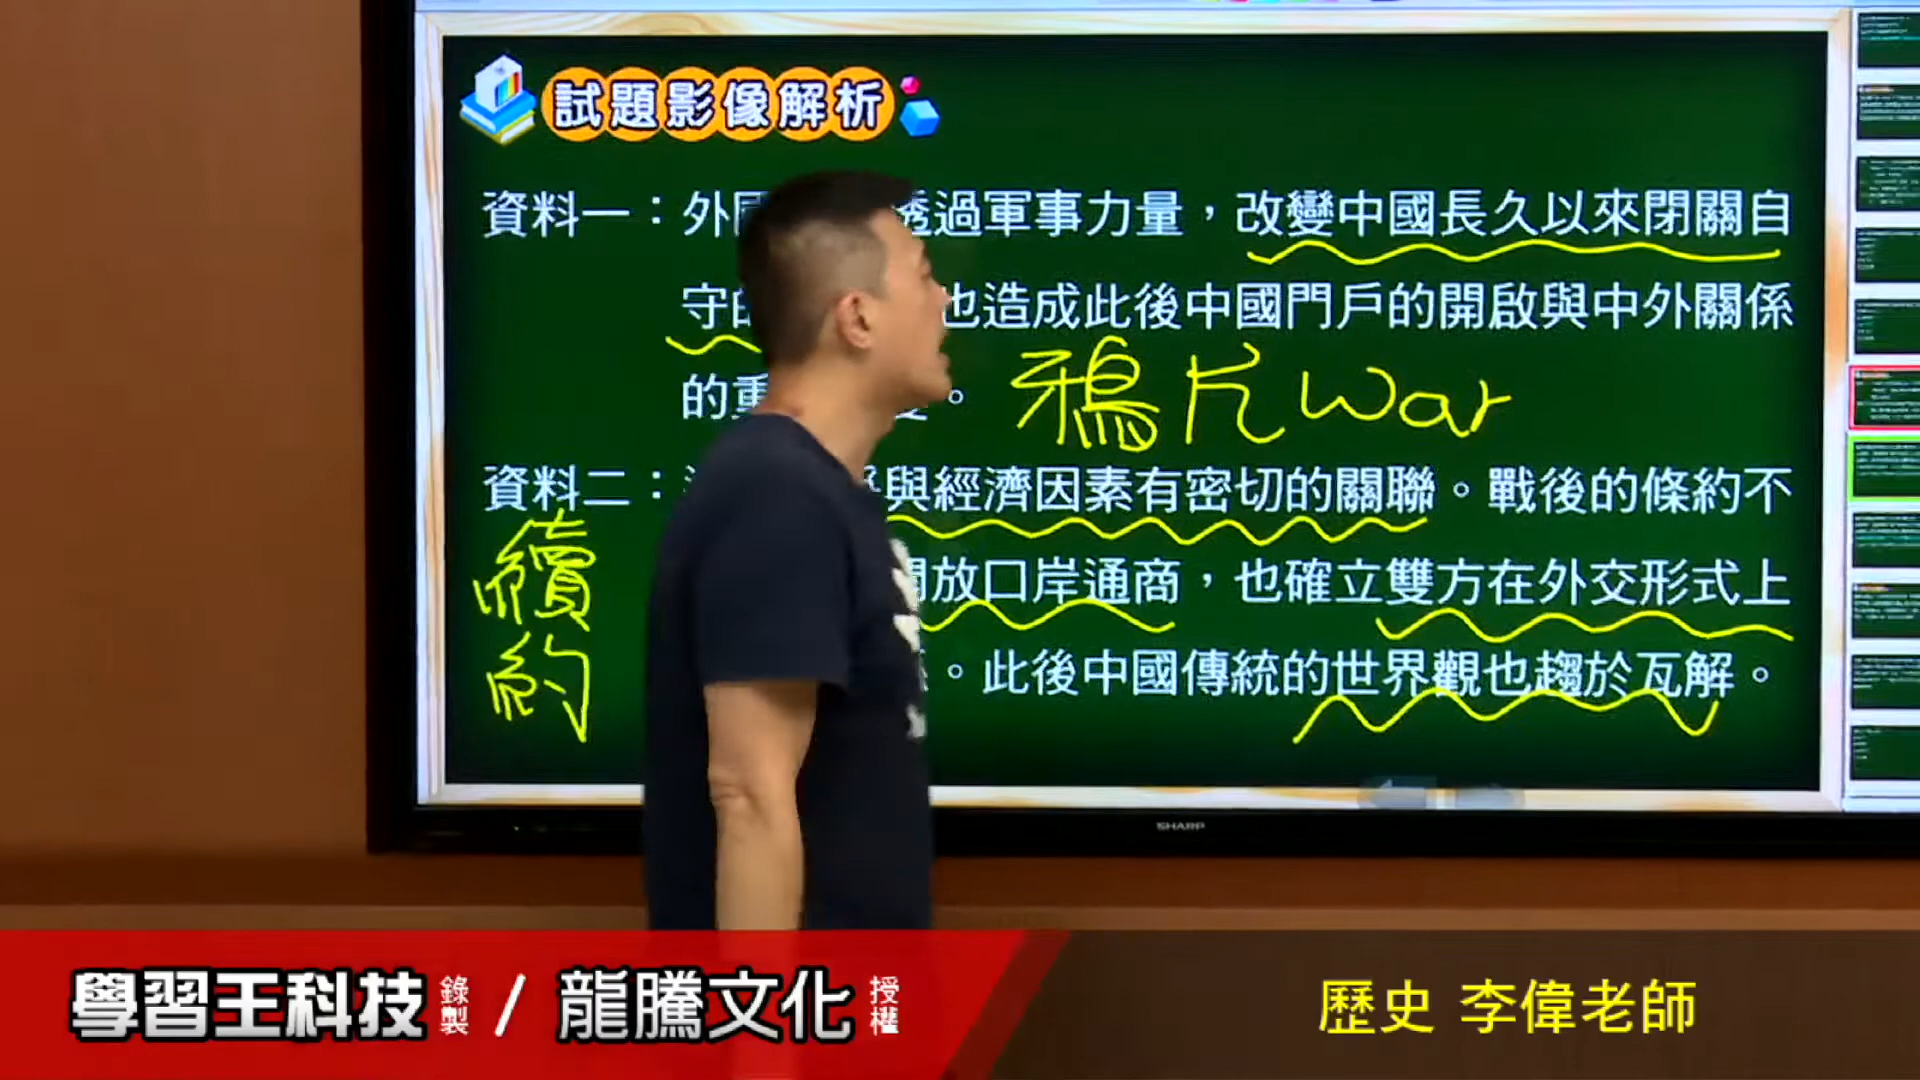 試題影像解析
資料一：外國 透過軍事力量，改變中國長久以來閉關自
守的 也造成此後中國門戶的開啟與中外關係
的重 。
鴉片war
資料二： 與經濟因素有密切的關聯。戰後的條約不
開放口岸通商，也確立雙方在外交形式上
。此後中國傳統的世界觀也趨於瓦解。
續約
SHARP
學習王科技 錄製 / 龍騰文化 授權
歷史 李偉老師